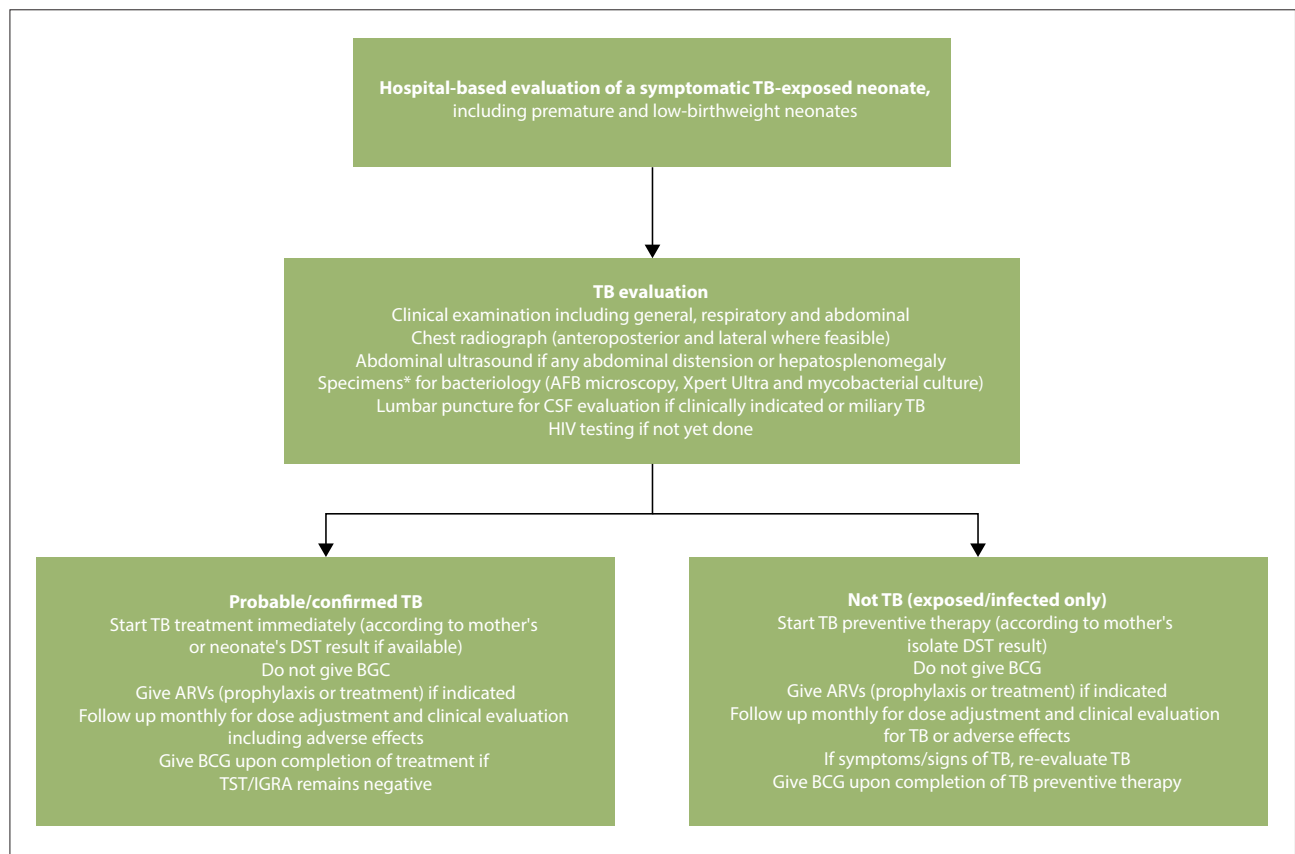 Hospital-based evaluation of a symptomatic TB-exposed neonate,
including premature and low-birthweight neonates
TB evaluation
Clinical examination including general, respiratory and abdominal
Chest radiograph (anteroposterior and lateral where feasible)
Abdominal ultrasound if any abdominal distension or hepatosplenomegaly
Specimens* for bacteriology (AFB microscopy, Xpert Ultra and mycobacterial culture)
Lumbar puncture for CSF evaluation if clinically indicated or miliary TB
HIV testing if not yet done
Probable/confirmed TB
Start TB treatment immediately (according to mother's
or neonate's DST result if available)
Do not give BGC
Give ARVs (prophylaxis or treatment) if indicated
Follow up monthly for dose adjustment and clinical evaluation
including adverse effects
Give BCG upon completion of treatment if
TST/IGRA remains negative
Not TB (exposed/infected only)
Start TB preventive therapy (according to mother's
isolate DST result)
Do not give BCG
Give ARVs (prophylaxis or treatment) if indicated
Follow up monthly for dose adjustment and clinical evaluation
for TB or adverse effects
If symptoms/signs of TB, re-evaluate TB
Give BCG upon completion of TB preventive therapy